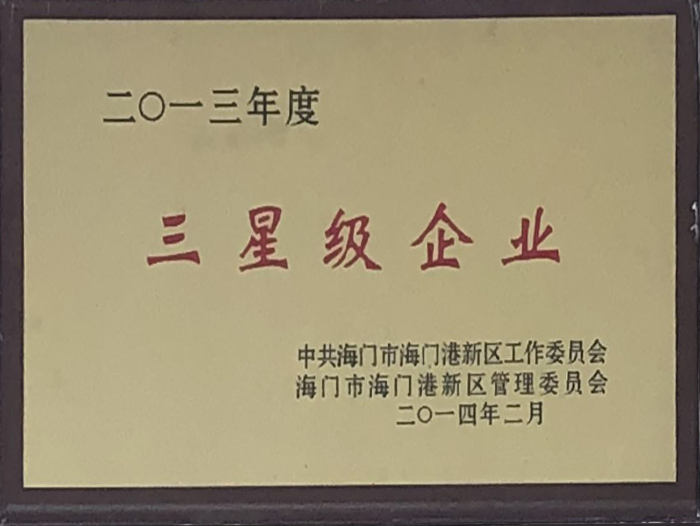 二〇一三年度
三星级企业
中共海门市海门港新区工作委员会
海门市海门港新区管理委员会
二〇一四年二月